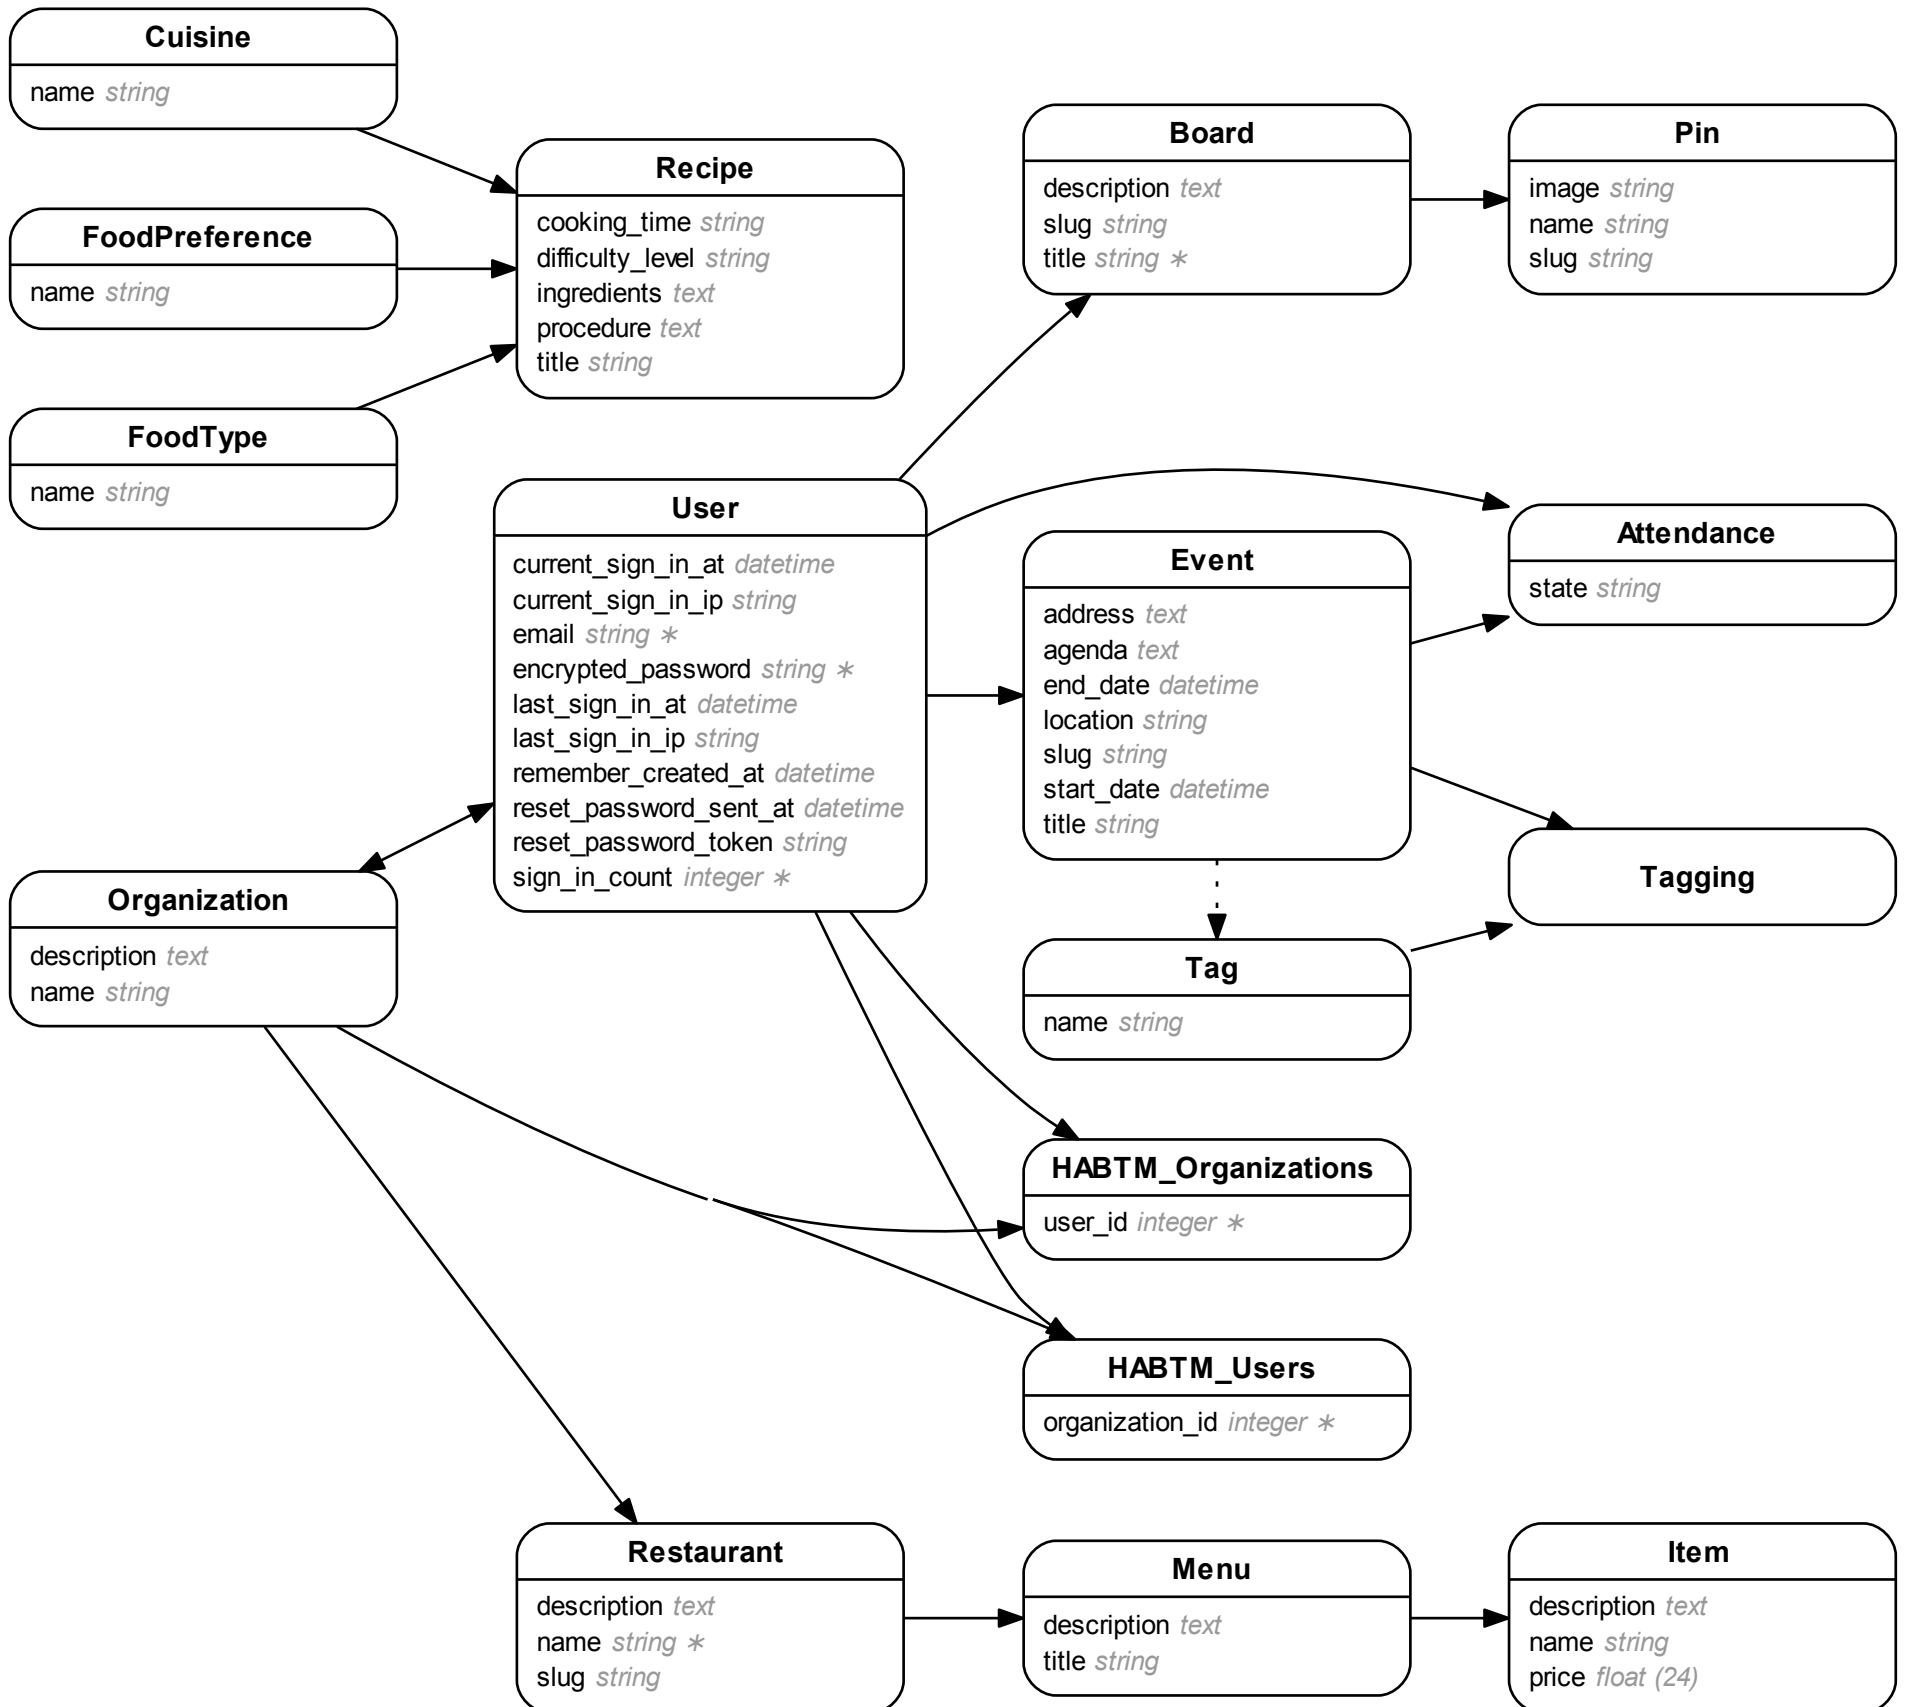 Cuisine
name string
FoodPreference
name string
FoodType
name string
Recipe
cooking_time string
difficulty_level string
ingredients text
procedure text
title string
Board
description text
slug string
title string ∗
Pin
image string
name string
slug string
User
current_sign_in_at datetime
current_sign_in_ip string
email string ∗
encrypted_password string ∗
last_sign_in_at datetime
last_sign_in_ip string
remember_created_at datetime
reset_password_sent_at datetime
reset_password_token string
sign_in_count integer ∗
Event
address text
agenda text
end_date datetime
location string
slug string
start_date datetime
title string
Attendance
state string
Tagging
Organization
description text
name string
Tag
name string
HABTM_Organizations
user_id integer ∗
HABTM_Users
organization_id integer ∗
Restaurant
description text
name string ∗
slug string
Menu
description text
title string
Item
description text
name string
price float (24)